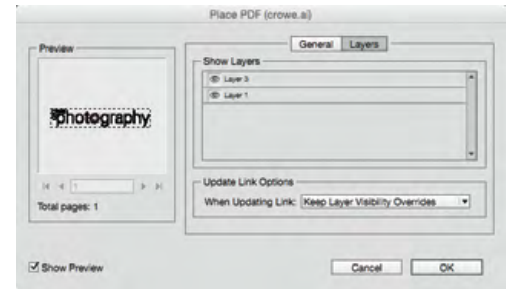 Place PDF (crowe.ai)
General Layers
Preview
Show Layers
Layer 3
Layer 1
photography
1
Total pages: 1
Update Link Options
When Updating Link: Keep Layer Visibility Overrides
Show Preview
Cancel OK